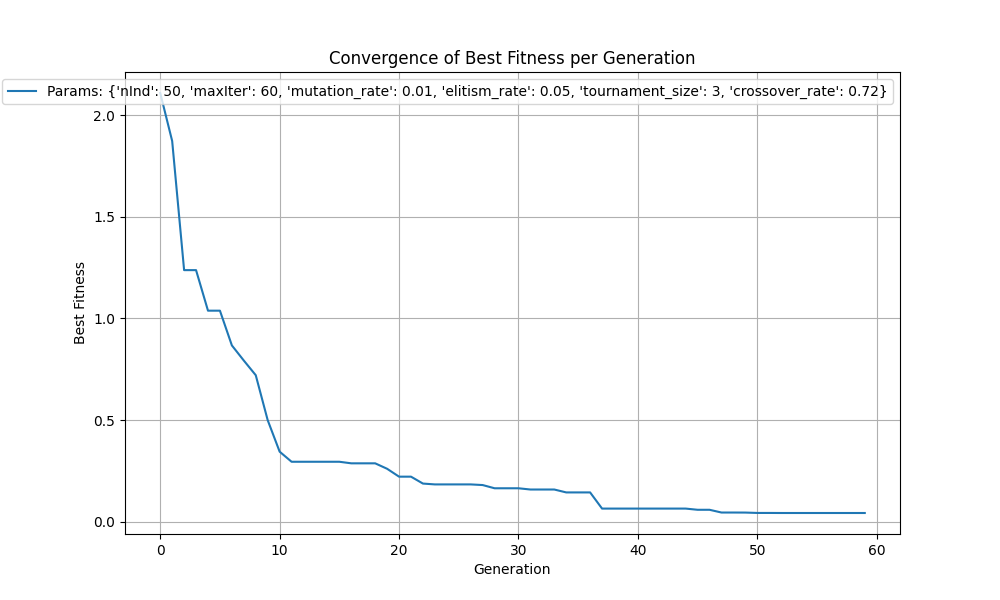 Convergence of Best Fitness per Generation
Params: {'nInd': 50, 'maxIter': 60, 'mutation_rate': 0.01, 'elitism_rate': 0.05, 'tournament_size': 3, 'crossover_rate': 0.72}
2.0
1.5
1.0
0.5
0.0
Best Fitness
0 10 20 30 40 50 60
Generation